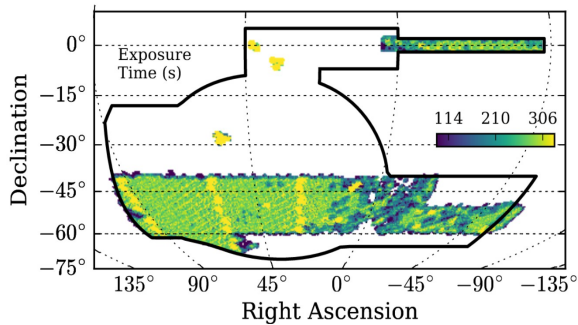 Exposure
Time (s)
114 210 306
Declination
0°
−15°
−30°
−45°
−60°
−75°
135° 90° 45° 0° −45° −90° −135°
Right Ascension